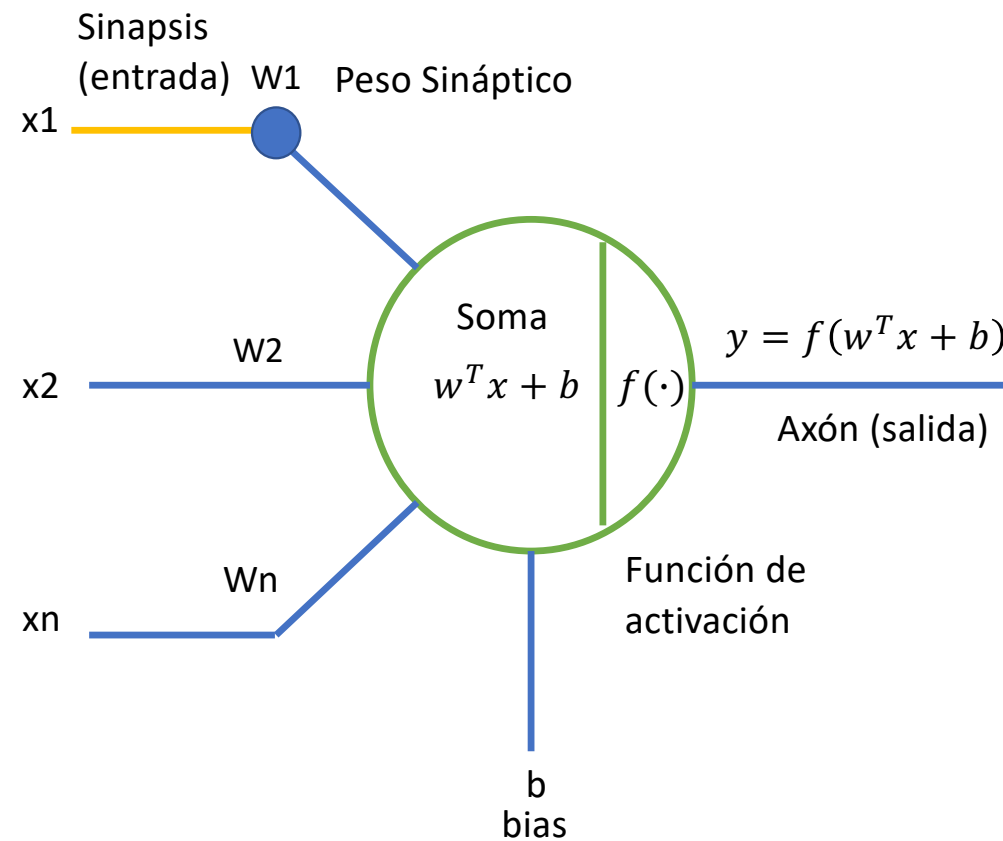 Sinapsis
(entrada)
W1
Peso Sináptico
x1
Soma
W2
x2
w^T x + b
f(·)
y = f(w^T x + b)
Axón (salida)
Wn
xn
Función de
activación
b
bias